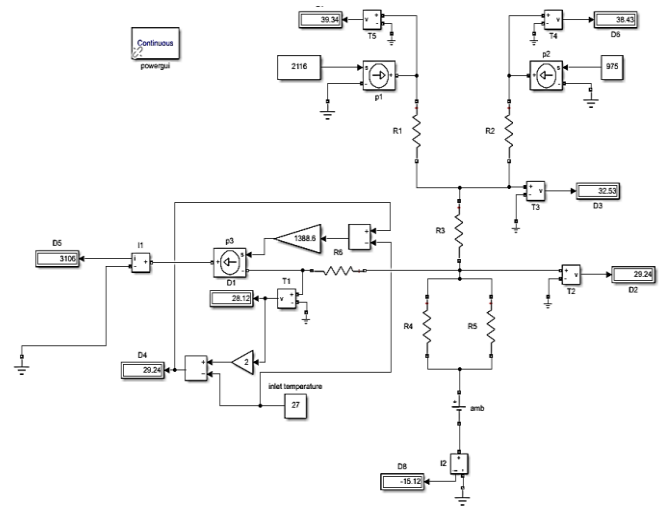 39.34
T5
T4
38.43
D6
Continuous
powergui
2116
s
p1
p2
s
975
R1
R2
v
T3
32.53
D3
D5
3106
I1
p3
s
1388.6
R3
R6
D1
28.12
T1
v
T2
29.24
D2
R4
R5
D4
29.24
2
inlet temperature
27
amb
I2
D8
-15.12